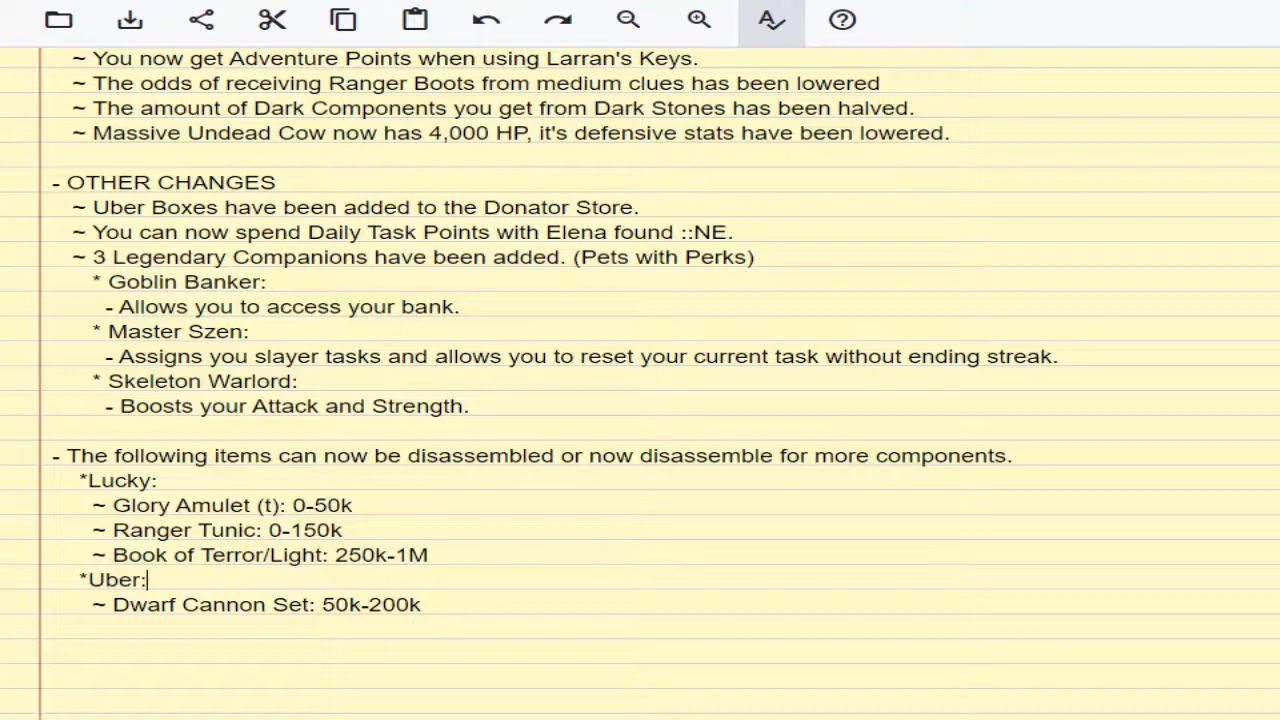 ~ You now get Adventure Points when using Larran's Keys.
~ The odds of receiving Ranger Boots from medium clues has been lowered
~ The amount of Dark Components you get from Dark Stones has been halved.
~ Massive Undead Cow now has 4,000 HP, it's defensive stats have been lowered.
- OTHER CHANGES
~ Uber Boxes have been added to the Donator Store.
~ You can now spend Daily Task Points with Elena found ::NE.
~ 3 Legendary Companions have been added. (Pets with Perks)
* Goblin Banker:
- Allows you to access your bank.
* Master Szen:
- Assigns you slayer tasks and allows you to reset your current task without ending streak.
* Skeleton Warlord:
- Boosts your Attack and Strength.
- The following items can now be disassembled or now disassemble for more components.
*Lucky:
~ Glory Amulet (t): 0-50k
~ Ranger Tunic: 0-150k
~ Book of Terror/Light: 250k-1M
*Uber:
~ Dwarf Cannon Set: 50k-200k